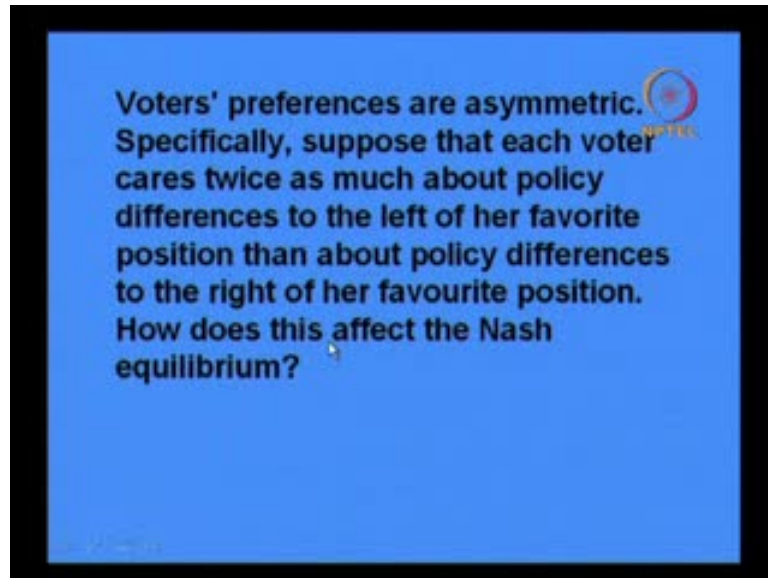 Voters' preferences are asymmetric.
NPTEL
Specifically, suppose that each voter
cares twice as much about policy
differences to the left of her favorite
position than about policy differences
to the right of her favourite position.
How does this affect the Nash
equilibrium?